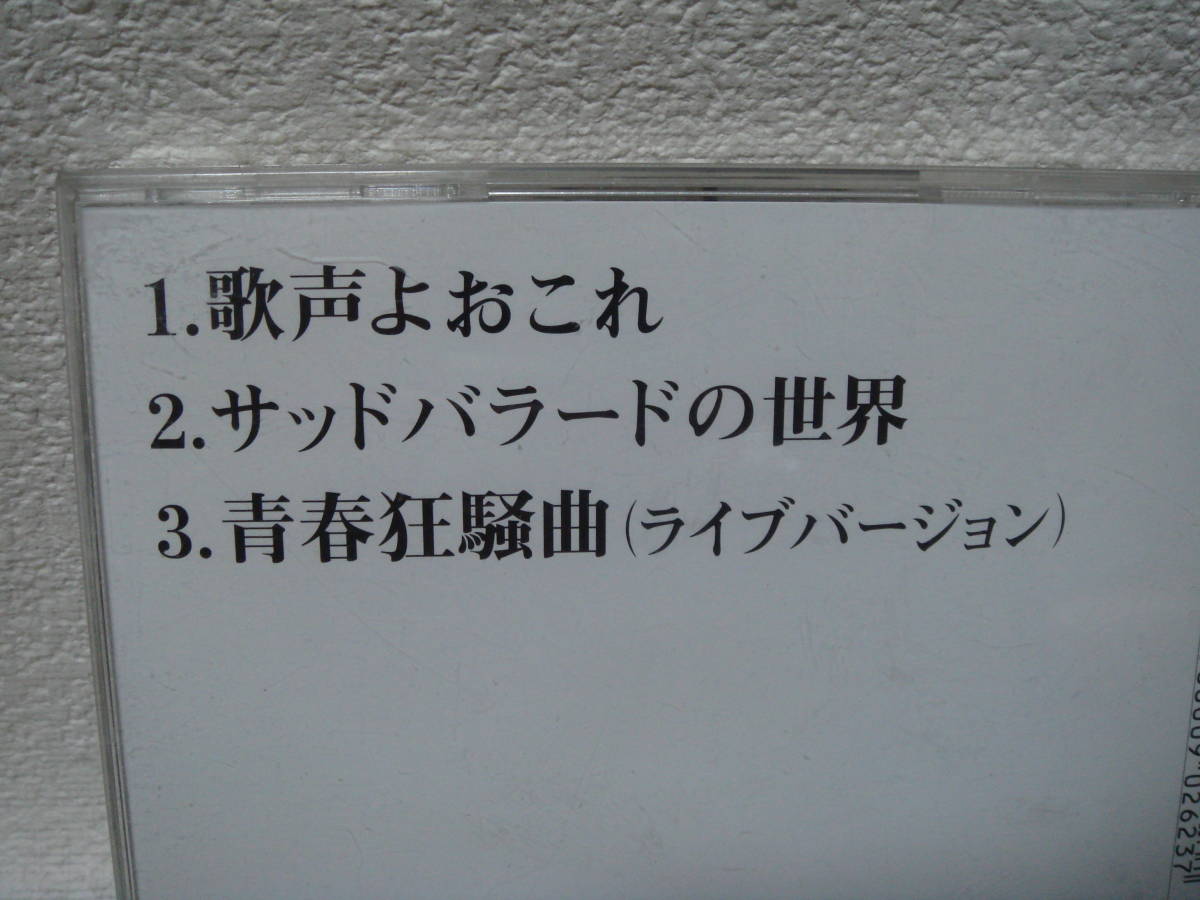 1.歌声よおこれ
2.サッドバラードの世界
3.青春狂騒曲(ライブバージョン)
026237